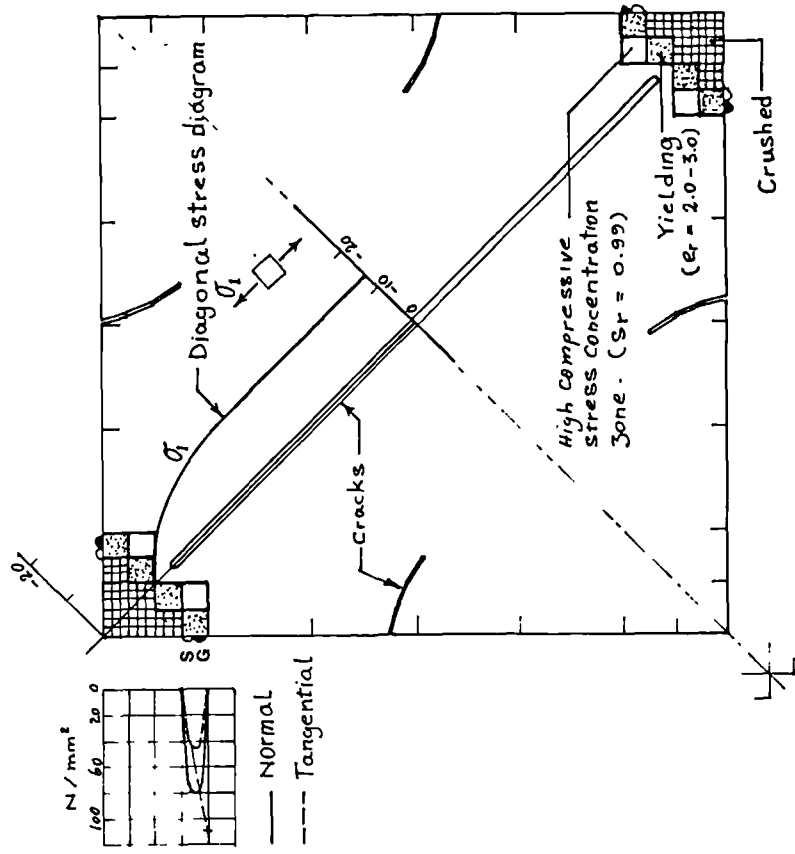 -20
Diagonal stress diagram
σ₁
σ₁
-20
-10
0
Cracks
High Compressive
stress concentration
Zone. (Sr = 0.99)
Yielding
(er = 2.0-3.0)
Crushed
S
G
N/mm²
0
20
60
100
Normal
Tangential
L